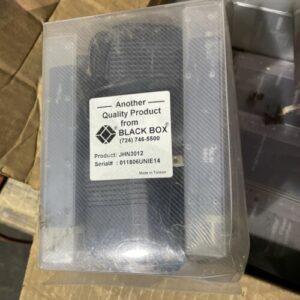 Another
Quality Product
from
BLACK BOX®
(724) 746-5500
Product: JHN3012
Serial# : 011806UNIE14
Made in Taiwan